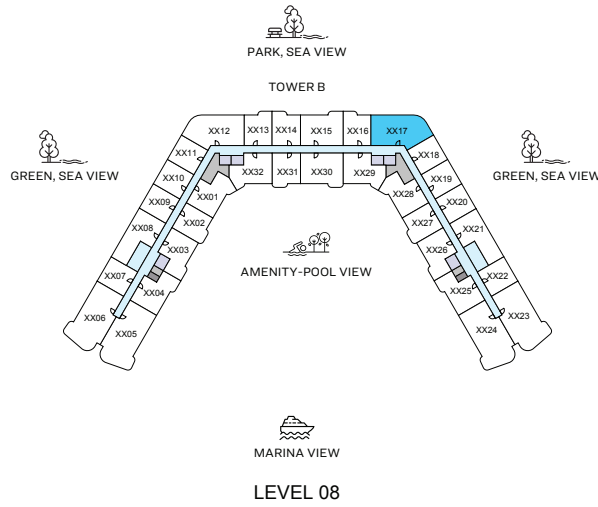 PARK, SEA VIEW
TOWER B
XX12
XX13
XX14
XX15
XX16
XX17
XX11
XX18
GREEN, SEA VIEW
GREEN, SEA VIEW
XX10
XX32
XX31
XX30
XX29
XX19
XX09
XX01
XX28
XX20
XX08
XX02
XX27
XX21
XX03
XX26
AMENITY-POOL VIEW
XX07
XX04
XX25
XX22
XX06
XX05
XX24
XX23
MARINA VIEW
LEVEL 08